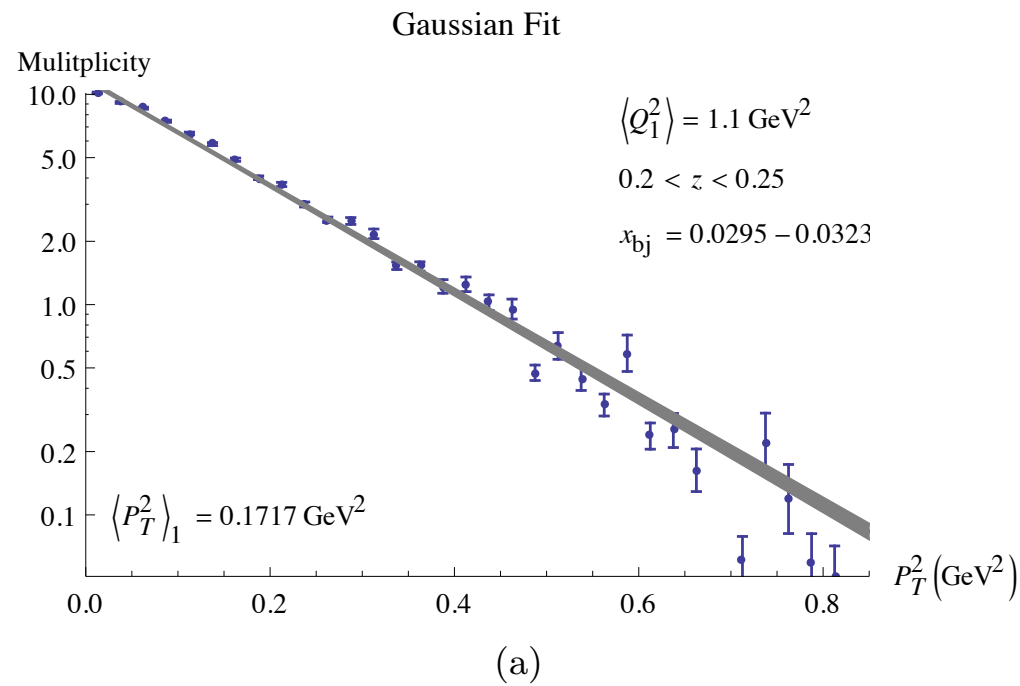 Gaussian Fit
Mulitplicity
10.0
5.0
2.0
1.0
0.5
0.2
0.1
⟨Q₁²⟩ = 1.1 GeV²
0.2 < z < 0.25
x_bj = 0.0295 – 0.0323
⟨P_T²⟩₁ = 0.1717 GeV²
0.0 0.2 0.4 0.6 0.8
P_T² (GeV²)
(a)